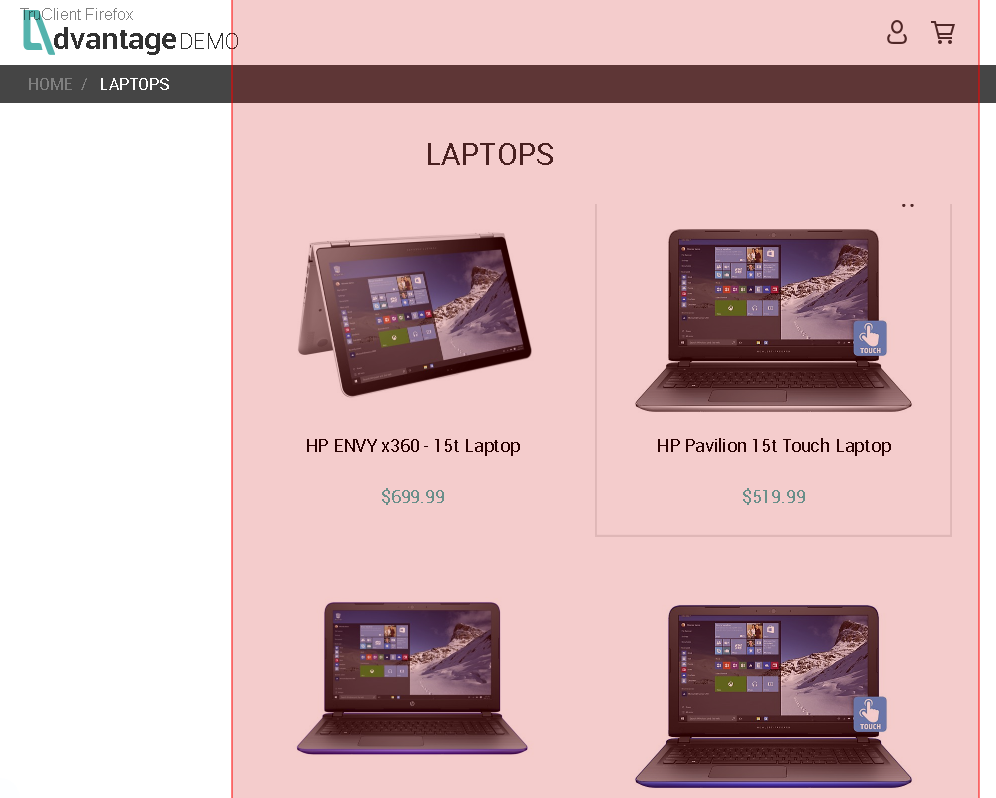 TruClient Firefox
dvantage DEMO
HOME / LAPTOPS
LAPTOPS
TOUCH
HP ENVY x360 - 15t Laptop
HP Pavilion 15t Touch Laptop
$699.99
$519.99
TOUCH